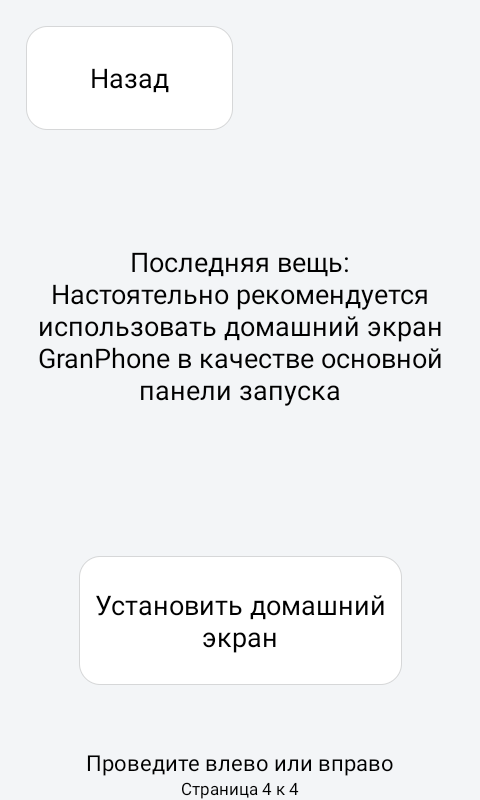 Назад
Последняя вещь:
Настоятельно рекомендуется
использовать домашний экран
GranPhone в качестве основной
панели запуска
Установить домашний
экран
Проведите влево или вправо
Страница 4 к 4